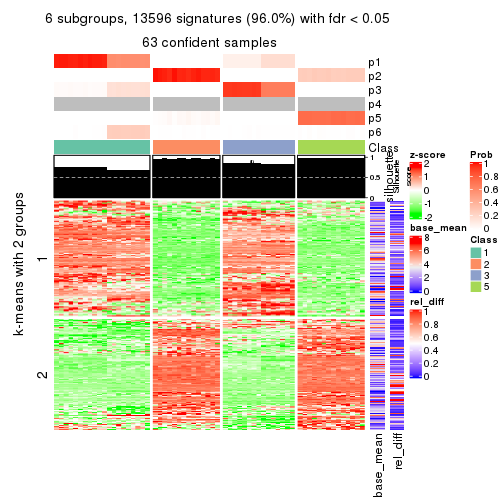 6 subgroups, 13596 signatures (96.0%) with fdr < 0.05
63 confident samples
p1
p2
p3
p4
p5
p6
Class
1
0.5
0
silhouette
Silhouette
score
k-means with 2 groups
1
2
base_mean
rel_diff
z-score
2
1
0
-1
-2
base_mean
8
6
4
2
0
rel_diff
1
0.8
0.6
0.4
0.2
0
Prob
1
0.8
0.6
0.4
0.2
0
Class
1
2
3
5